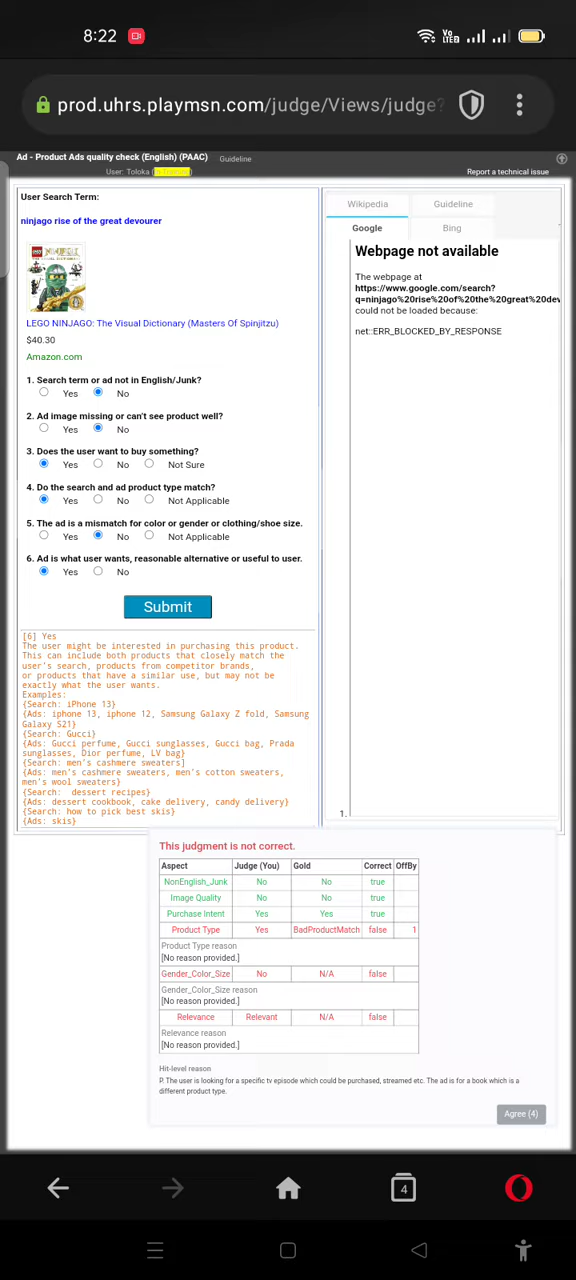 8:22
Vo
LTE2
prod.uhrs.playmsn.com/judge/Views/judge?
Ad - Product Ads quality check (English) (PAAC)
Guideline
User: Toloka
Report a technical issue
User Search Term:
ninjago rise of the great devourer
LEGO NINJAGO: The Visual Dictionary (Masters Of Spinjitzu)
$40.30
Amazon.com
1. Search term or ad not in English/Junk?
Yes No
2. Ad image missing or can't see product well?
Yes No
3. Does the user want to buy something?
Yes No Not Sure
4. Do the search and ad product type match?
Yes No Not Applicable
5. The ad is a mismatch for color or gender or clothing/shoe size.
Yes No Not Applicable
6. Ad is what user wants, reasonable alternative or useful to user.
Yes No
Submit
[6] Yes
The user might be interested in purchasing this product.
This can include both products that closely match the
user's search, products from competitor brands,
or products that have a similar use, but may not be
exactly what the user wants.
Examples:
{Search: iPhone 13}
{Ads: iphone 13, iphone 12, Samsung Galaxy Z fold, Samsung
Galaxy S21}
{Search: Gucci}
{Ads: Gucci perfume, Gucci sunglasses, Gucci bag, Prada
sunglasses, Dior perfume, LV bag}
{Search: men's cashmere sweaters]
{Ads: men's cashmere sweaters, men's cotton sweaters,
men's wool sweaters}
{Search:  dessert recipes}
{Ads: dessert cookbook, cake delivery, candy delivery}
{Search: how to pick best skis}
{Ads: skis}
Wikipedia Guideline
Google Bing
Webpage not available
The webpage at
https://www.google.com/search?
q=ninjago%20rise%20of%20the%20great%20dev
could not be loaded because:
net::ERR_BLOCKED_BY_RESPONSE
1.
This judgment is not correct.
Aspect Judge (You) Gold Correct OffBy
NonEnglish_Junk No No true
Image Quality No No true
Purchase Intent Yes Yes true
Product Type Yes BadProductMatch false 1
Product Type reason
[No reason provided.]
Gender_Color_Size No N/A false
Gender_Color_Size reason
[No reason provided.]
Relevance Relevant N/A false
Relevance reason
[No reason provided.]
Hit-level reason
P. The user is looking for a specific tv episode which could be purchased, streamed etc. The ad is for a book which is a
different product type.
Agree (4)
4